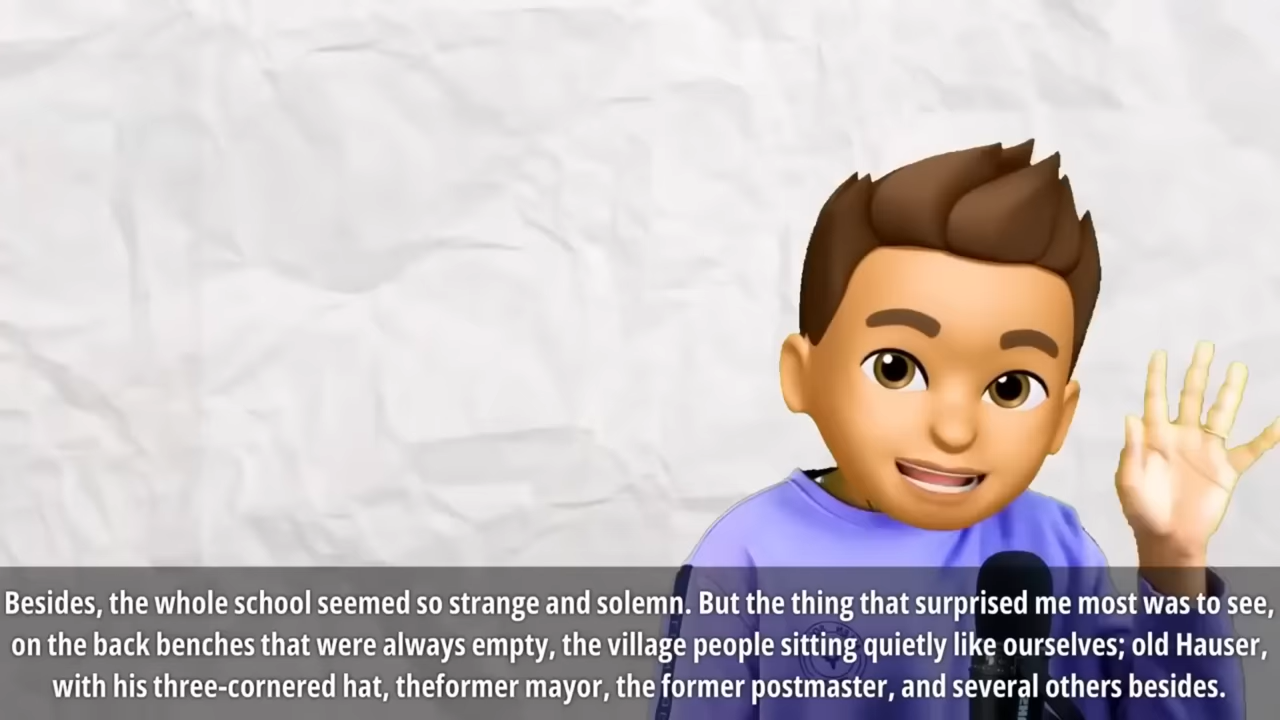 Besides, the whole school seemed so strange and solemn. But the thing that surprised me most was to see,
on the back benches that were always empty, the village people sitting quietly like ourselves; old Hauser,
with his three-cornered hat, theformer mayor, the former postmaster, and several others besides.